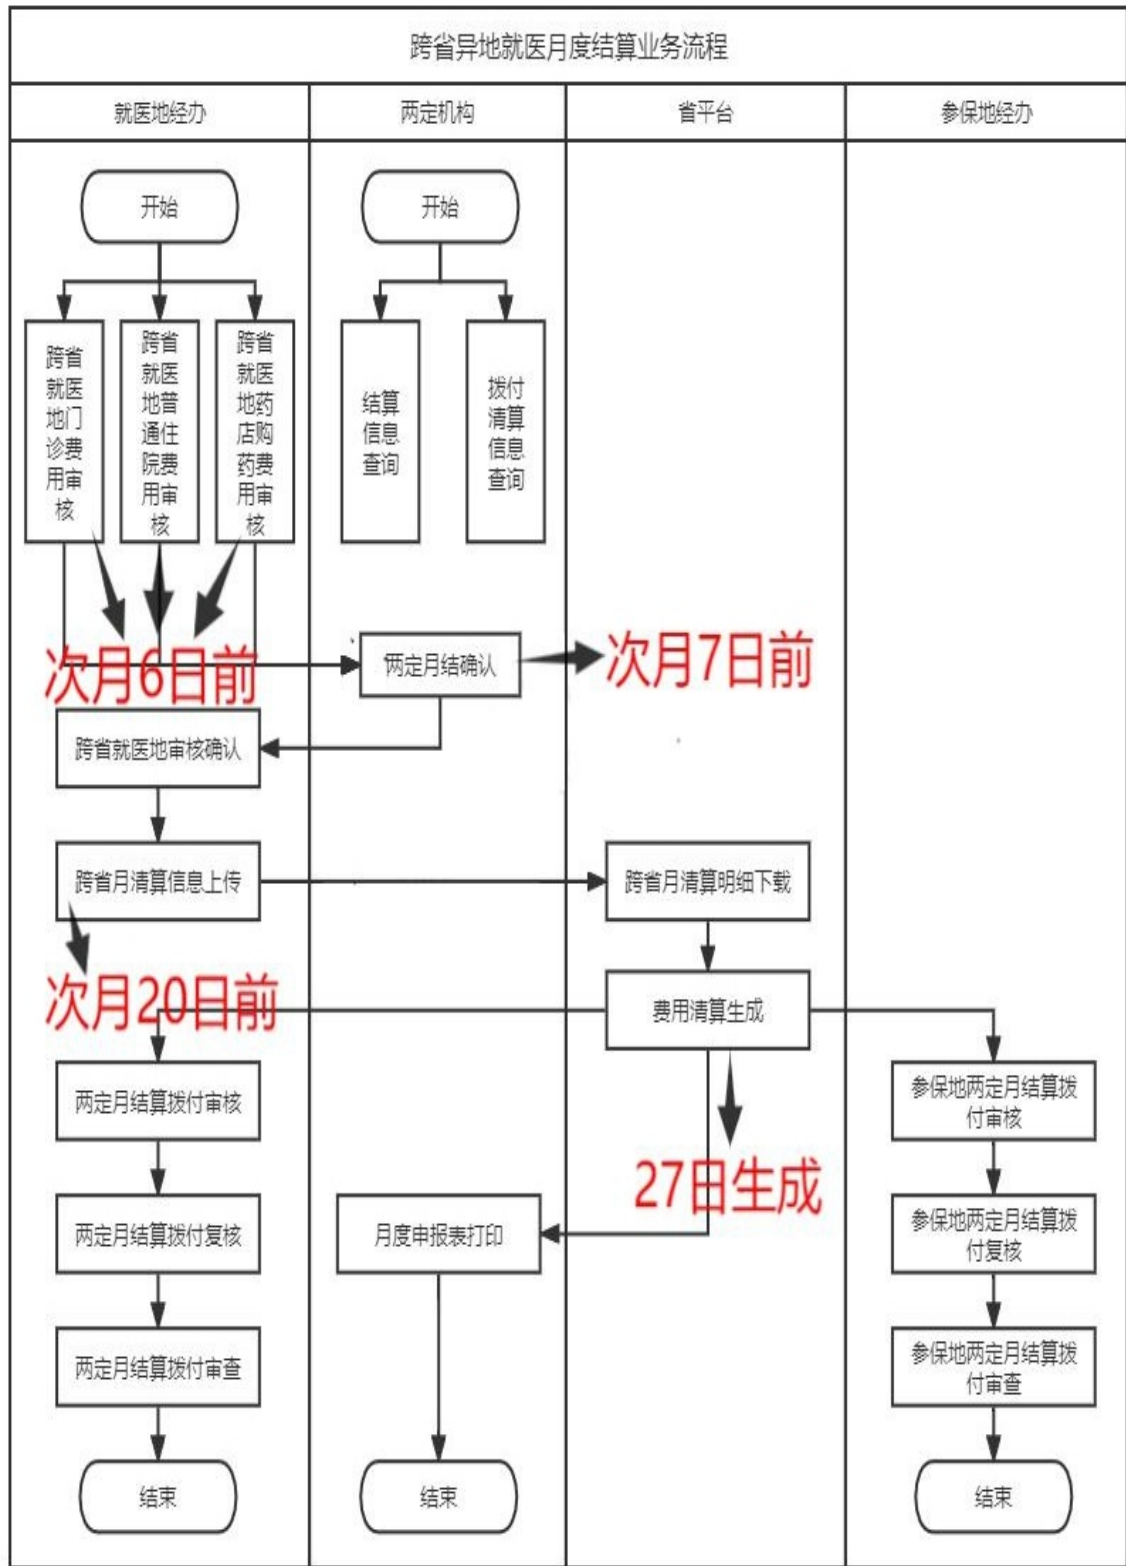 跨省异地就医月度结算业务流程
就医地经办
两定机构
省平台
参保地经办
开始
开始
跨省
就医
地门
诊费
用审
核
跨省
就医
地普
通住
院费
用审
核
跨省
就医
地药
店购
药费
用审
核
结算
信息
查询
拨付
清算
信息
查询
次月6日前
两定月结确认
次月7日前
跨省就医地审核确认
跨省月清算信息上传
跨省月清算明细下载
次月20日前
费用清算生成
两定月结算拨付审核
参保地两定月结算拨
付审核
27日生成
两定月结算拨付复核
月度申报表打印
参保地两定月结算拨
付复核
两定月结算拨付审查
参保地两定月结算拨
付审查
结束
结束
结束